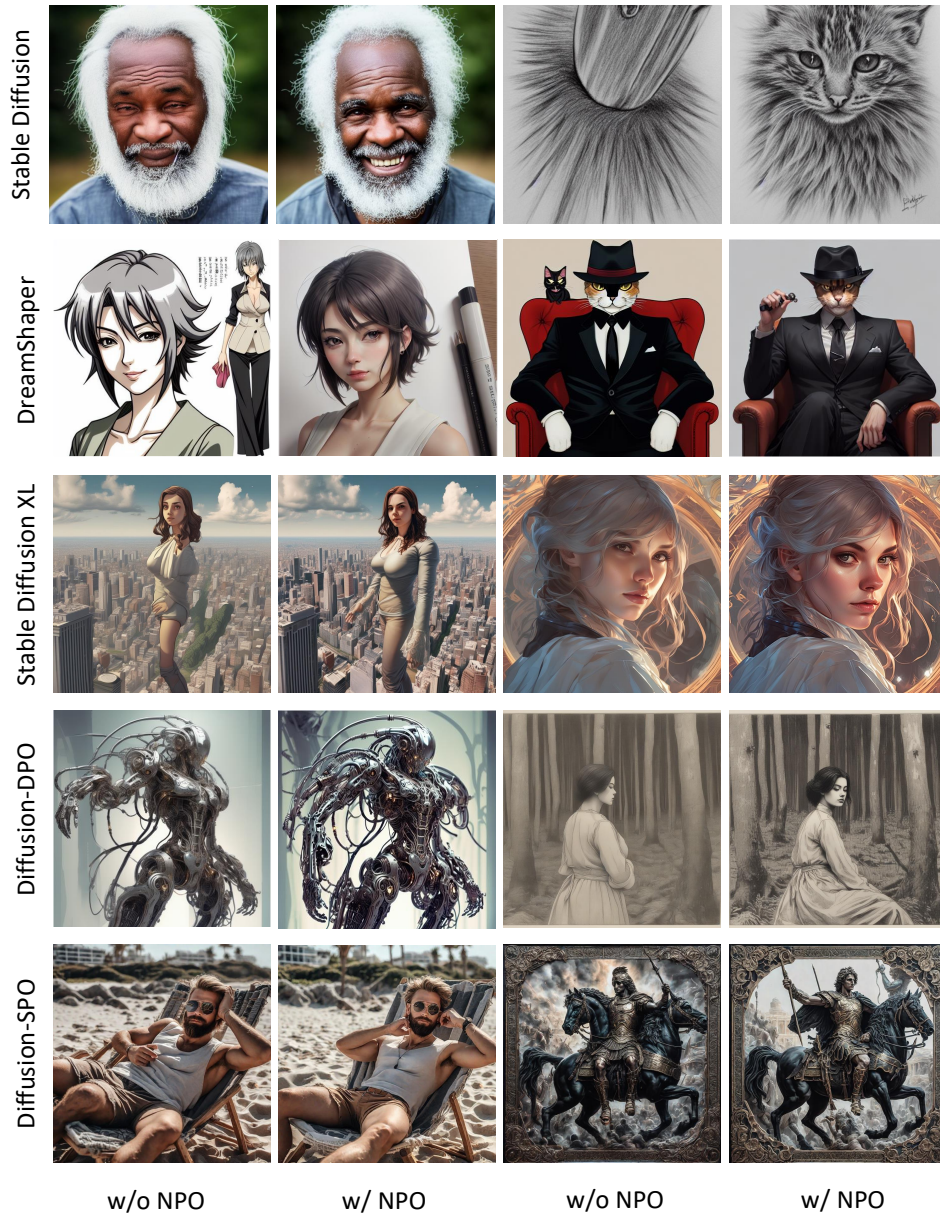 Stable Diffusion
DreamShaper
Stable Diffusion XL
Diffusion-DPO
Diffusion-SPO
w/o NPO
w/ NPO
w/o NPO
w/ NPO